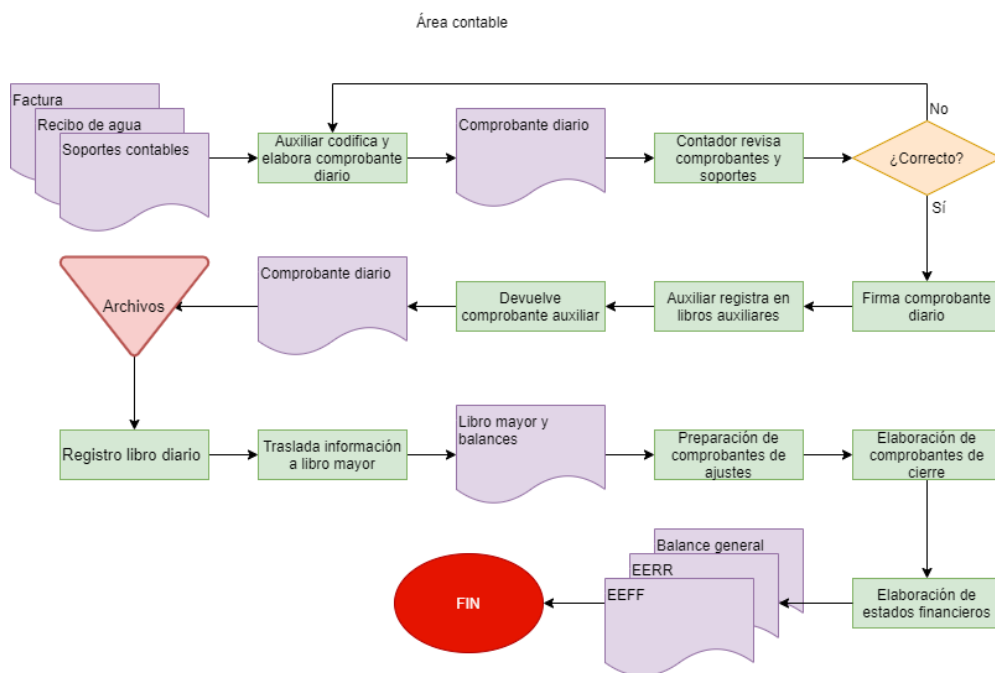 Área contable
Factura
Recibo de agua
Soportes contables
Auxiliar codifica y
elabora comprobante
diario
Comprobante diario
Contador revisa
comprobantes y
soportes
¿Correcto?
No
Sí
Firma comprobante
diario
Auxiliar registra en
libros auxiliares
Devuelve
comprobante auxiliar
Comprobante diario
Archivos
Registro libro diario
Traslada información
a libro mayor
Libro mayor y
balances
Preparación de
comprobantes de
ajustes
Elaboración de
comprobantes de
cierre
Elaboración de
estados financieros
Balance general
EERR
EEFF
FIN